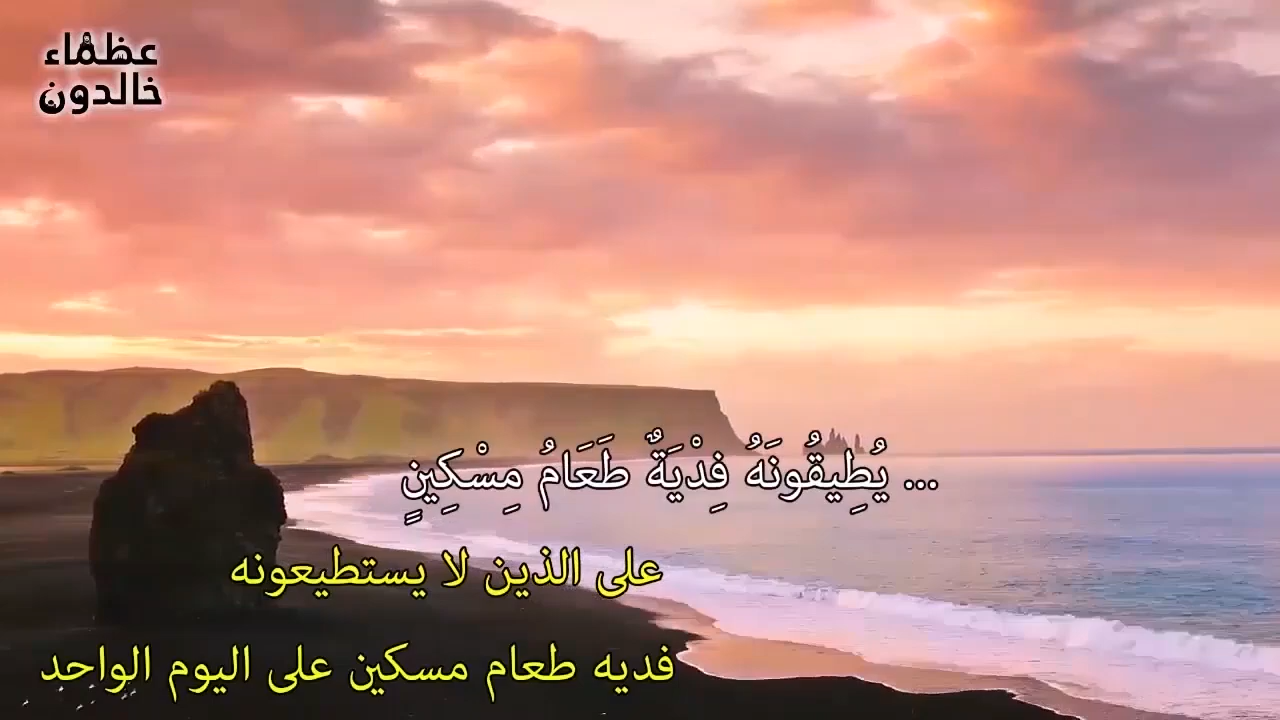 عظماء
خالدون
... يُطِيقُونَهُ فِدْيَةٌ طَعَامُ مِسْكِينٍ
على الذين لا يستطيعونه
فديه طعام مسكين على اليوم الواحد